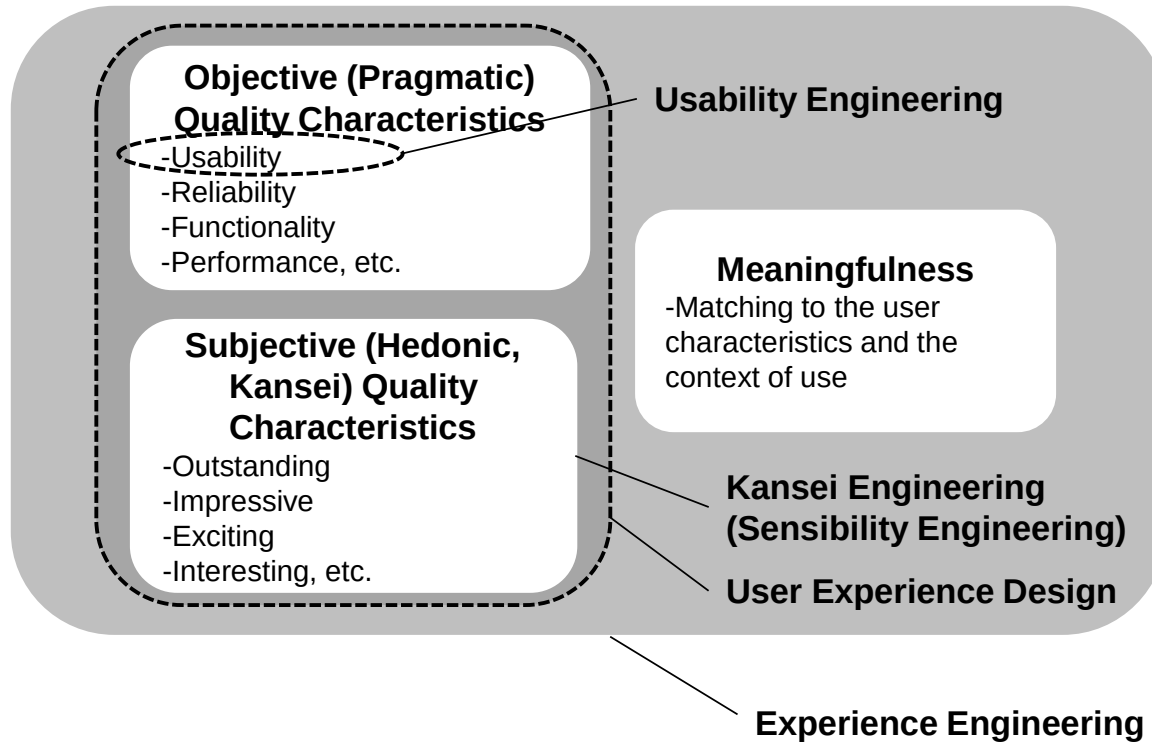 Objective (Pragmatic)
Quality Characteristics
-Usability
-Reliability
-Functionality
-Performance, etc.
Usability Engineering
Meaningfulness
-Matching to the user
characteristics and the
context of use
Subjective (Hedonic,
Kansei) Quality
Characteristics
-Outstanding
-Impressive
-Exciting
-Interesting, etc.
Kansei Engineering
(Sensibility Engineering)
User Experience Design
Experience Engineering